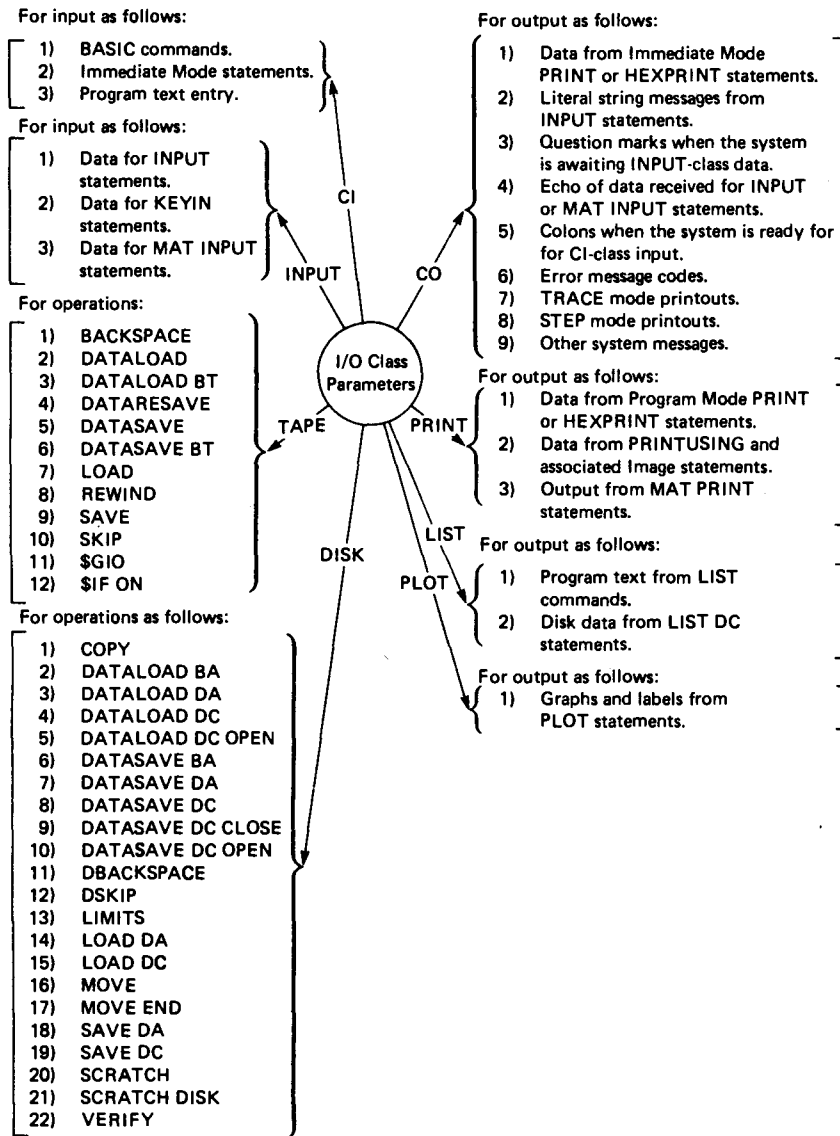 For input as follows:
1) BASIC commands.
2) Immediate Mode statements.
3) Program text entry.
For input as follows:
1) Data for INPUT
statements.
2) Data for KEYIN
statements.
3) Data for MAT INPUT
statements.
For operations:
1) BACKSPACE
2) DATALOAD
3) DATALOAD BT
4) DATARESAVE
5) DATASAVE
6) DATASAVE BT
7) LOAD
8) REWIND
9) SAVE
10) SKIP
11) $GIO
12) $IF ON
For operations as follows:
1) COPY
2) DATALOAD BA
3) DATALOAD DA
4) DATALOAD DC
5) DATALOAD DC OPEN
6) DATASAVE BA
7) DATASAVE DA
8) DATASAVE DC
9) DATASAVE DC CLOSE
10) DATASAVE DC OPEN
11) DBACKSPACE
12) DSKIP
13) LIMITS
14) LOAD DA
15) LOAD DC
16) MOVE
17) MOVE END
18) SAVE DA
19) SAVE DC
20) SCRATCH
21) SCRATCH DISK
22) VERIFY
CI
INPUT
CO
I/O Class
Parameters
TAPE
PRINT
DISK
LIST
PLOT
For output as follows:
1) Data from Immediate Mode
PRINT or HEXPRINT statements.
2) Literal string messages from
INPUT statements.
3) Question marks when the system
is awaiting INPUT-class data.
4) Echo of data received for INPUT
or MAT INPUT statements.
5) Colons when the system is ready for
for CI-class input.
6) Error message codes.
7) TRACE mode printouts.
8) STEP mode printouts.
9) Other system messages.
For output as follows:
1) Data from Program Mode PRINT
or HEXPRINT statements.
2) Data from PRINTUSING and
associated Image statements.
3) Output from MAT PRINT
statements.
For output as follows:
1) Program text from LIST
commands.
2) Disk data from LIST DC
statements.
For output as follows:
1) Graphs and labels from
PLOT statements.